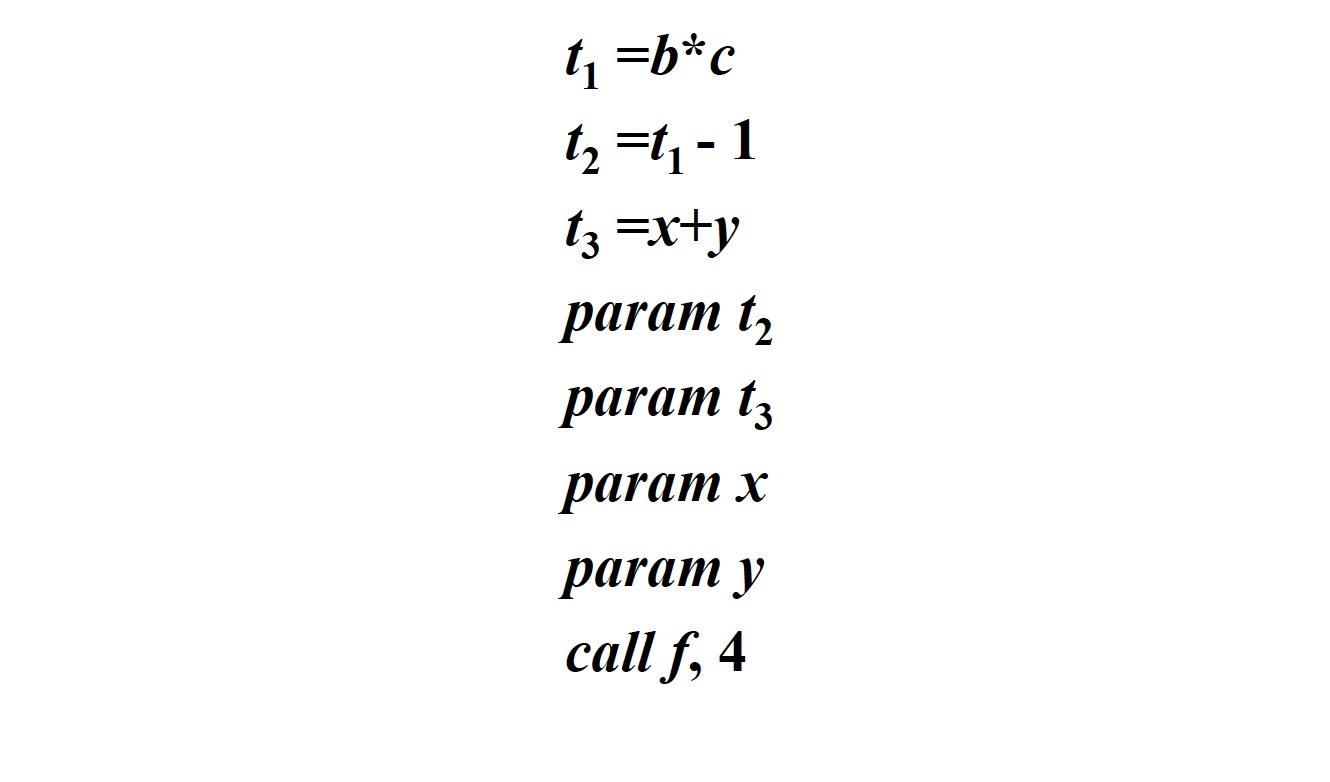 t₁ =b*c
t₂ =t₁ - 1
t₃ =x+y
param t₂
param t₃
param x
param y
call f, 4